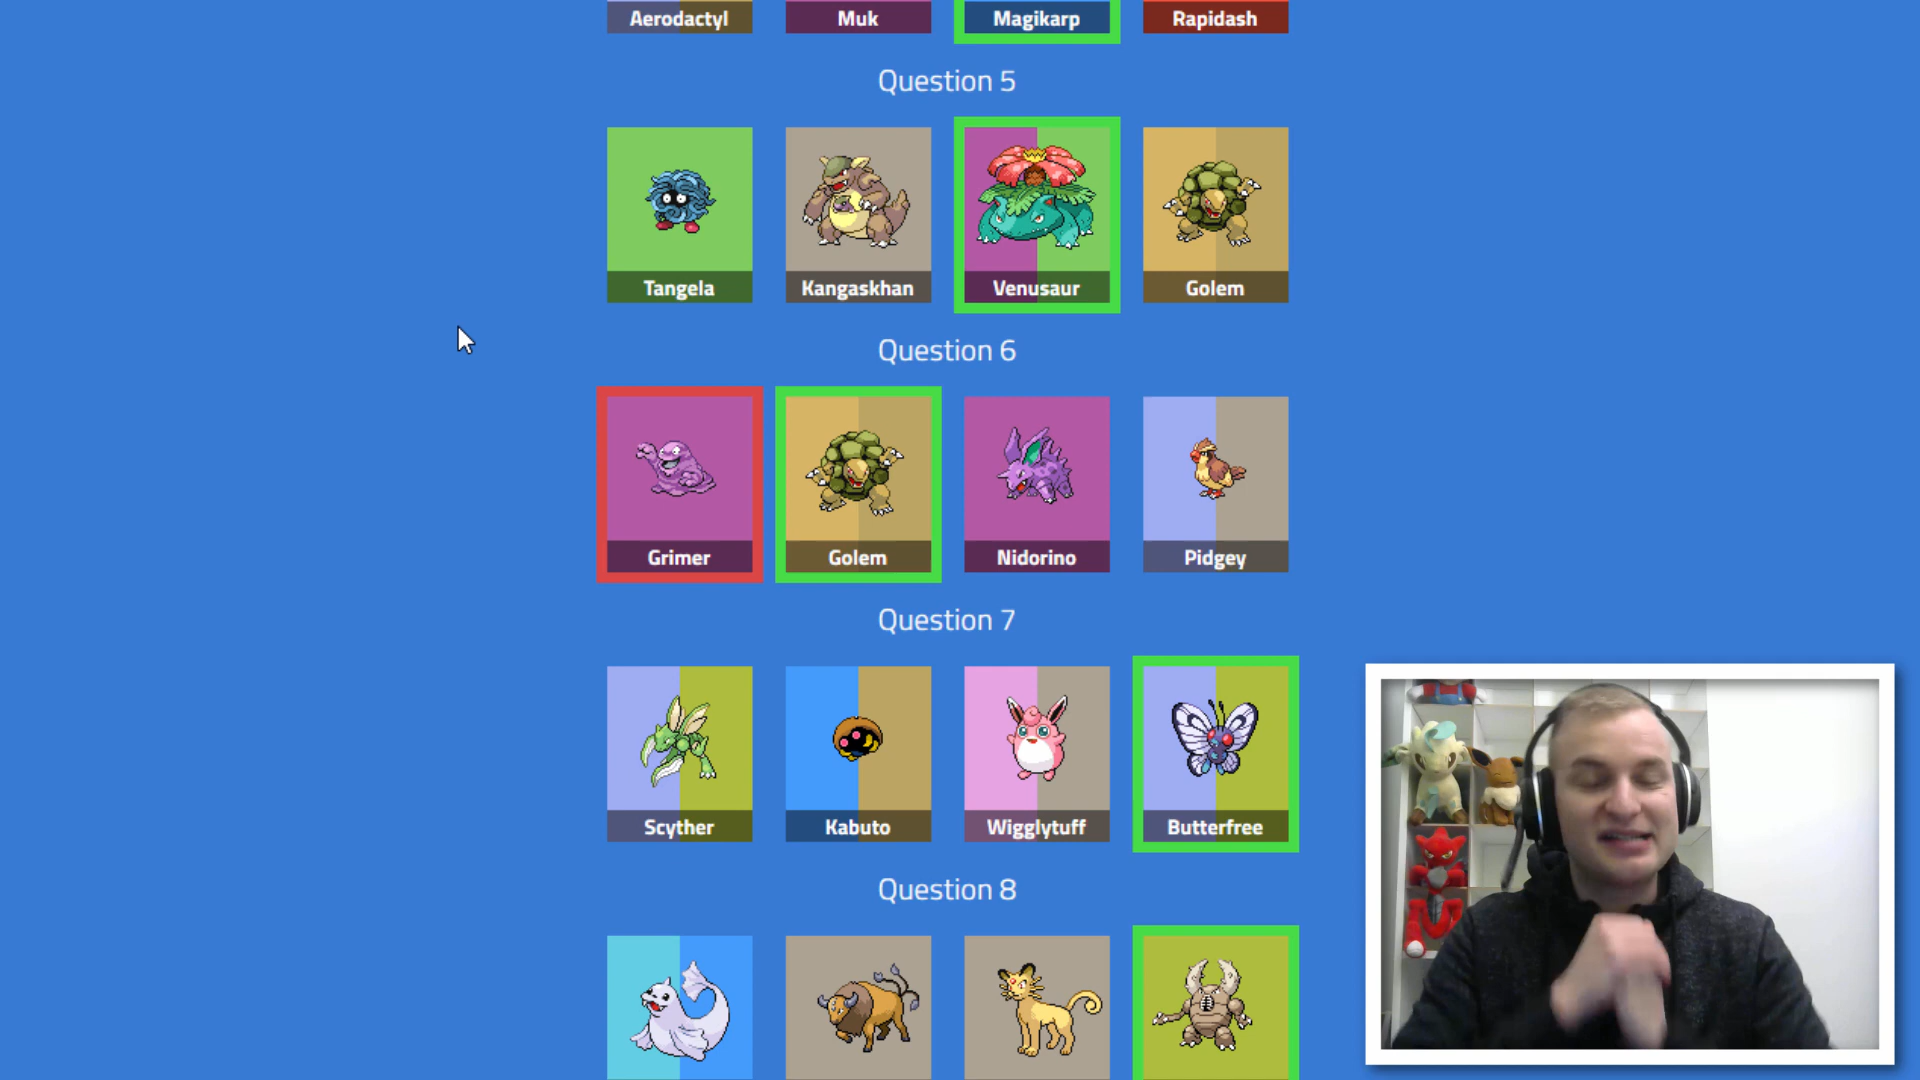 Aerodactyl Muk Magikarp Rapidash
Question 5
Tangela Kangaskhan Venusaur Golem
Question 6
Grimer Golem Nidorino Pidgey
Question 7
Scyther Kabuto Wigglytuff Butterfree
Question 8